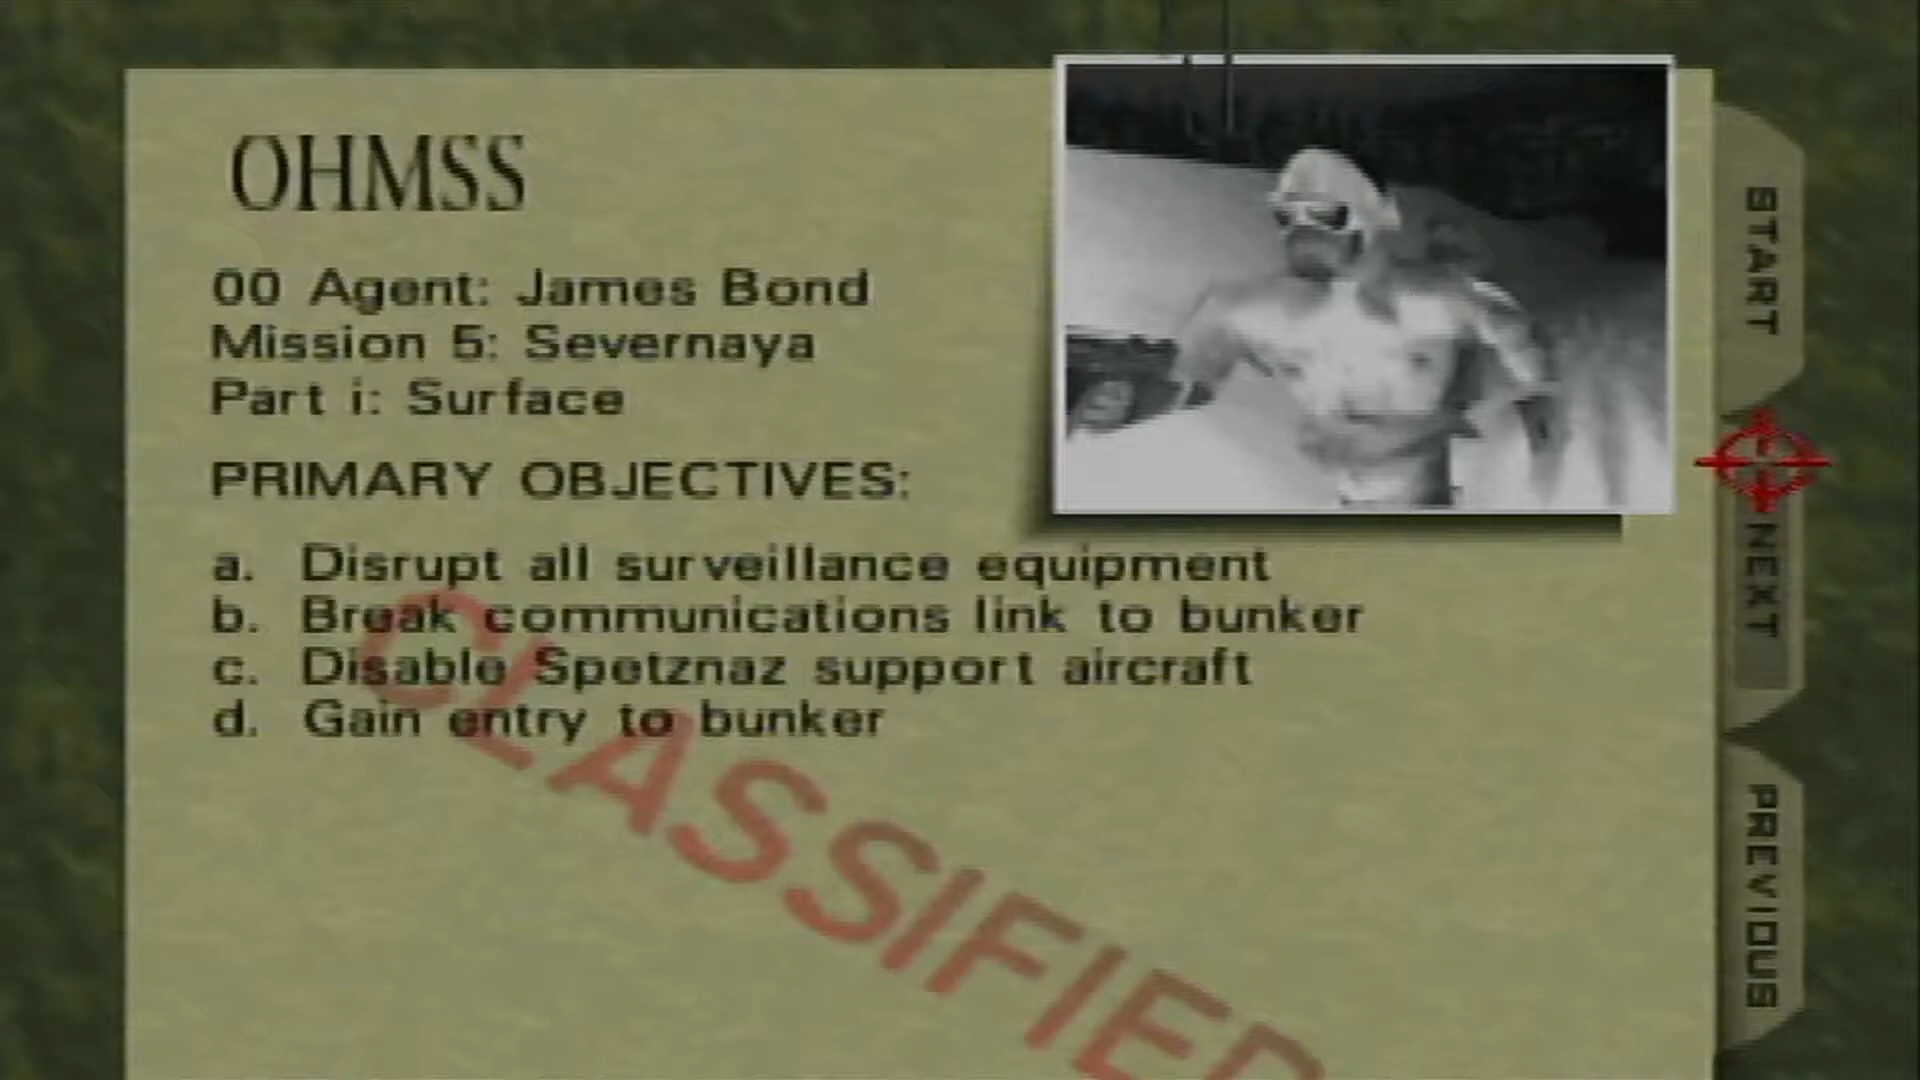 OHMSS
00 Agent: James Bond
Mission 5: Severnaya
Part i: Surface
PRIMARY OBJECTIVES:
a. Disrupt all surveillance equipment
b. Break communications link to bunker
c. Disable Spetznaz support aircraft
d. Gain entry to bunker
CLASSIFIED
START
NEXT
PREVIOUS